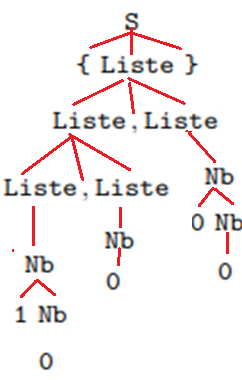 S
{ Liste }
Liste , Liste
Liste , Liste Nb
Nb 0 Nb
Nb 0 0
1 Nb
0